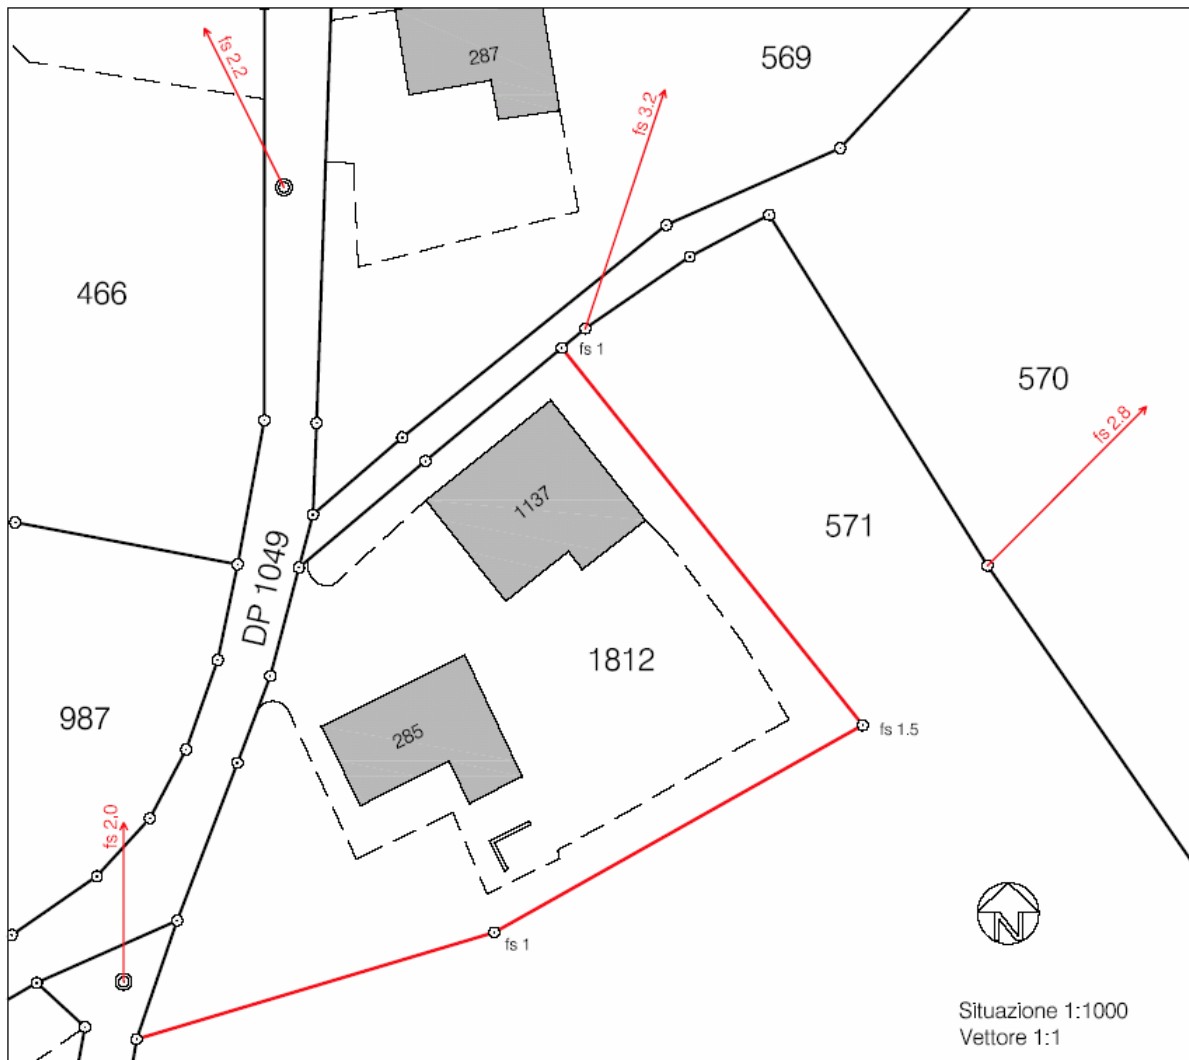 fs 2.2
287
569
fs 3.2
466
fs 1
570
fs 2.8
1137
571
DP 1049
1812
987
285
fs 1.5
fs 2.0
fs 1
N
Situazione 1:1000
Vettore 1:1